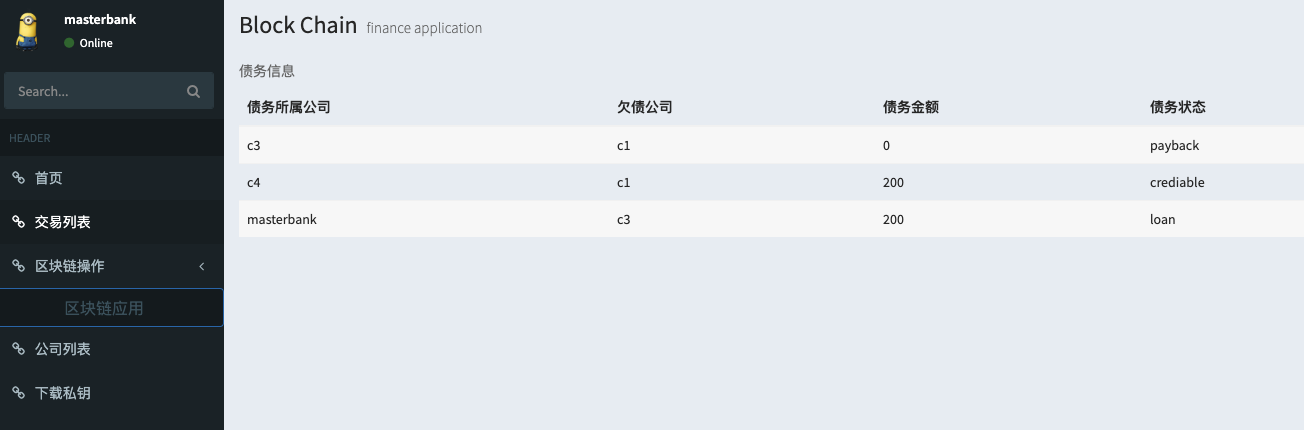 masterbank
Online
Search...
HEADER
首页
交易列表
区块链操作
区块链应用
公司列表
下载私钥
Block Chain finance application
债务信息
债务所属公司 欠债公司 债务金额 债务状态
c3 c1 0 payback
c4 c1 200 crediable
masterbank c3 200 loan